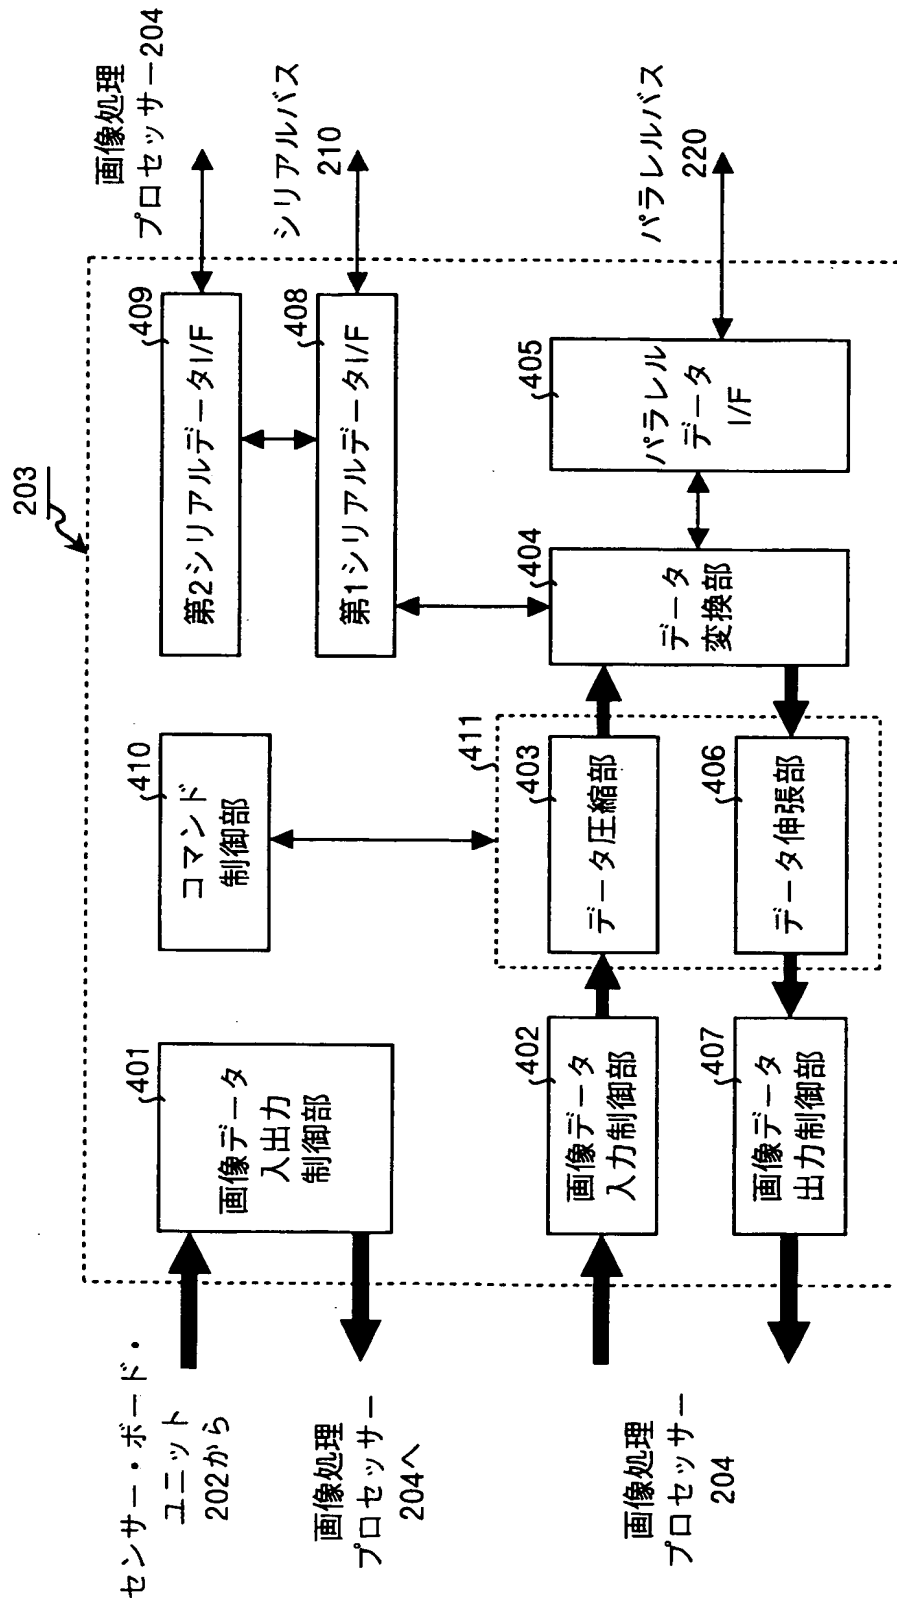 203
センサー・ボード・
ユニット
202から
画像処理
プロセッサー
204へ
401
画像データ
入出力
制御部
410
コマンド
制御部
409
第2シリアルデータI/F
画像処理
プロセッサー204
408
第1シリアルデータI/F
シリアルバス
210
画像処理
プロセッサー
204
402
画像データ
入力制御部
411
403
データ圧縮部
404
データ
変換部
405
パラレル
データ
I/F
パラレルバス
220
407
画像データ
出力制御部
406
データ伸張部